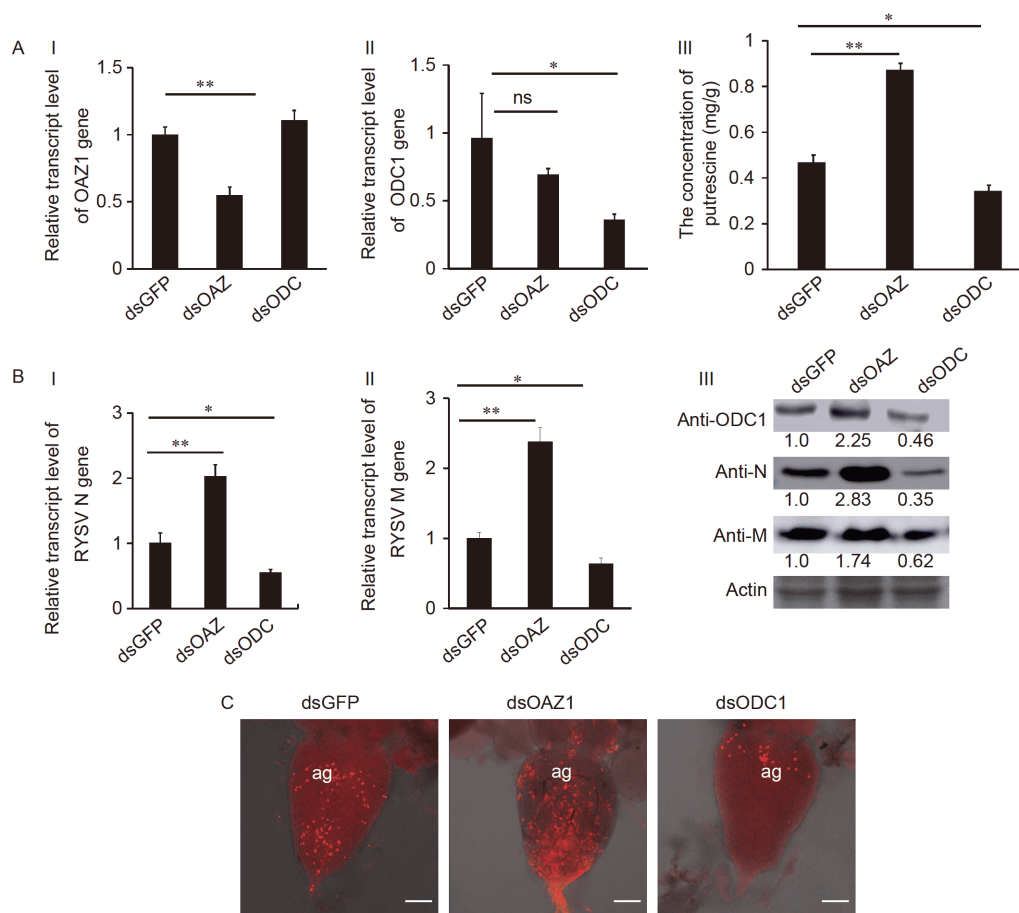 A I II III
Relative transcript level
of OAZ1 gene
1.5
1
0.5
0
**
dsGFP dsOAZ dsODC
Relative transcript level
of ODC1 gene
1.5
1
0.5
0
*
ns
dsGFP dsOAZ dsODC
The concentration of
putrescine (mg/g)
1
0.8
0.6
0.4
0.2
0
*
**
dsGFP dsOAZ dsODC
B I II III
Relative transcript level of
RYSV N gene
3
2
1
0
*
**
dsGFP dsOAZ dsODC
Relative transcript level of
RYSV M gene
3
2
1
0
*
**
dsGFP dsOAZ dsODC
dsGFP dsOAZ dsODC
Anti-ODC1
1.0 2.25 0.46
Anti-N
1.0 2.83 0.35
Anti-M
1.0 1.74 0.62
Actin
C dsGFP dsOAZ1 dsODC1
ag ag ag